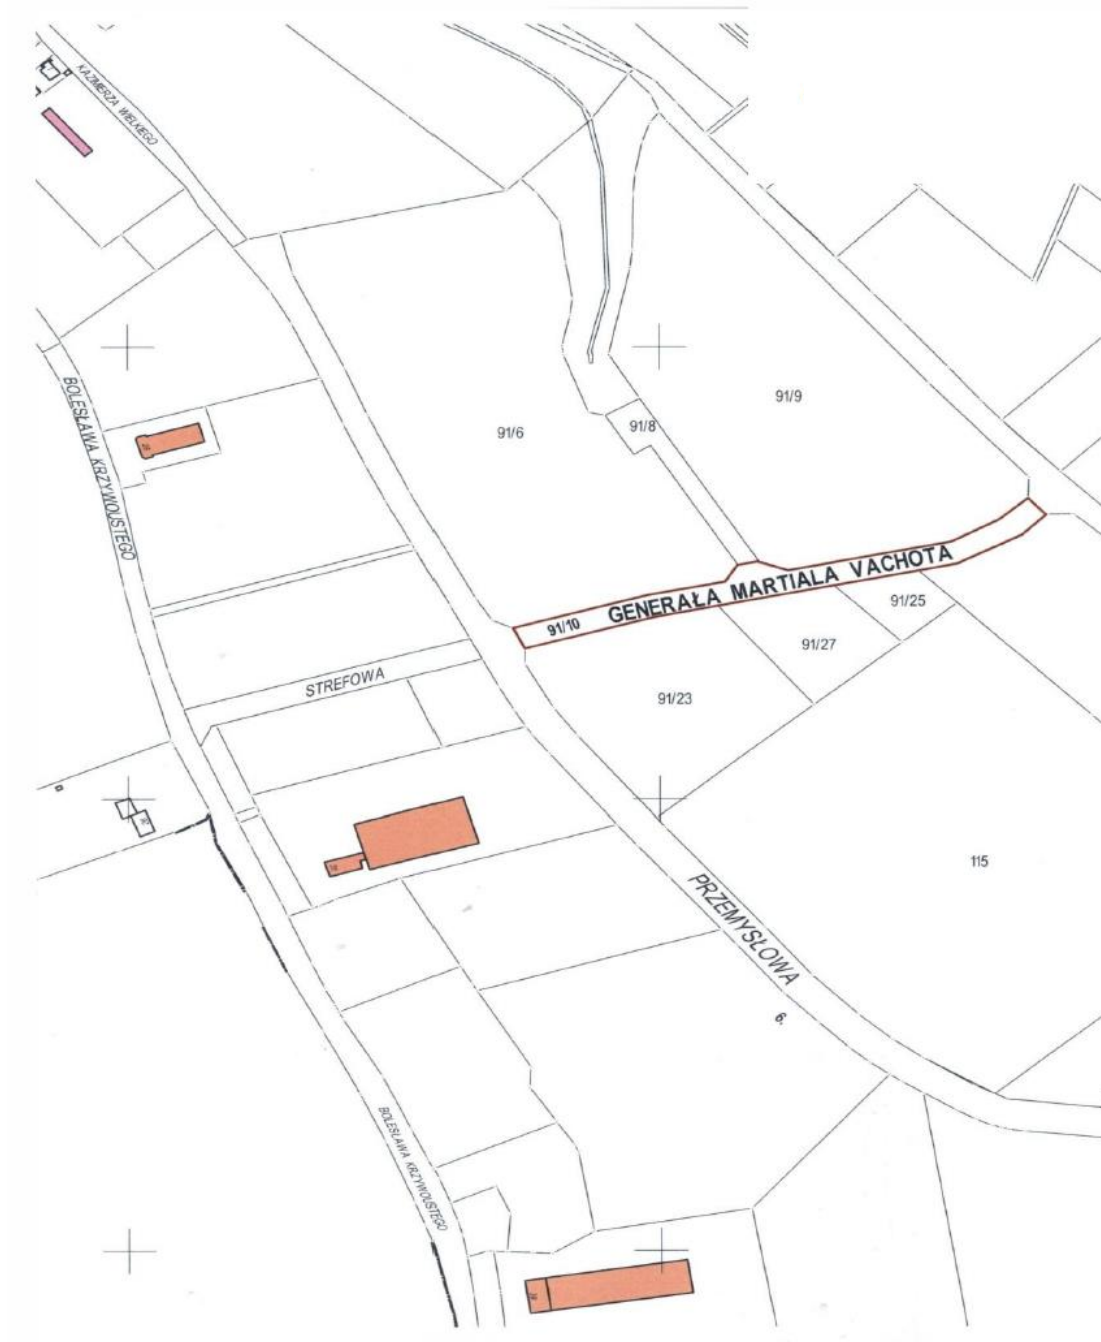 KAZIMIERZA WIELKIEGO
BOLESŁAWA KRZYWOUSTEGO
91/9
91/6
91/8
GENERAŁA MARTIALA VACHOTA
91/10
91/25
91/27
STREFOWA
91/23
115
PRZEMYSŁOWA
6.
BOLESŁAWA KRZYWOUSTEGO